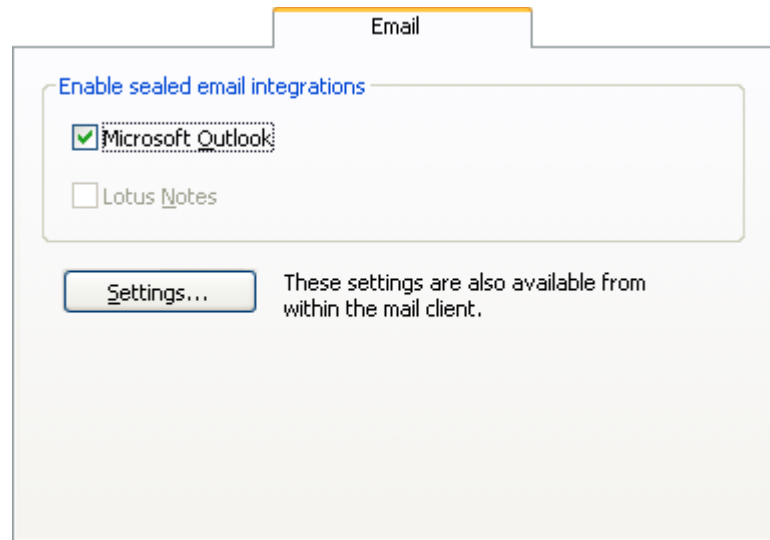 Email
Enable sealed email integrations
Microsoft Outlook
Lotus Notes
Settings...
These settings are also available from
within the mail client.